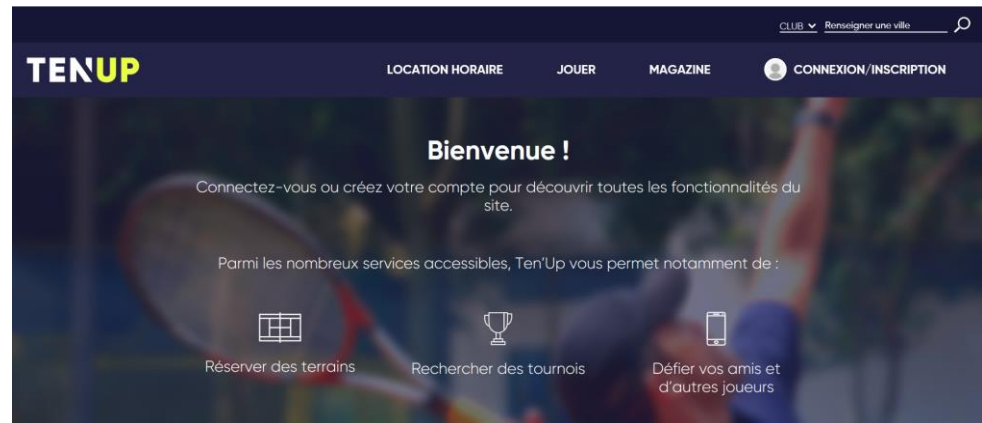 CLUB Renseigner une ville
TEN'UP
LOCATION HORAIRE JOUER MAGAZINE CONNEXION/INSCRIPTION
Bienvenue !
Connectez-vous ou créez votre compte pour découvrir toutes les fonctionnalités du
site.
Parmi les nombreux services accessibles, Ten'Up vous permet notamment de :
Réserver des terrains
Rechercher des tournois
Défier vos amis et
d'autres joueurs